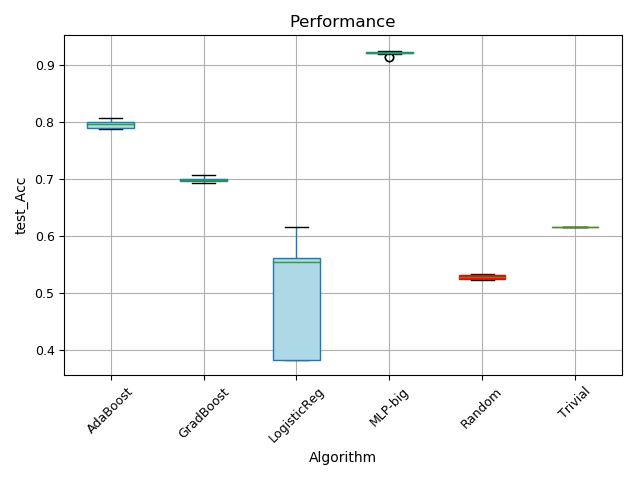 Performance
test_Acc
0.9
0.8
0.7
0.6
0.5
0.4
AdaBoost
GradBoost
LogisticReg
MLP-big
Random
Trivial
Algorithm